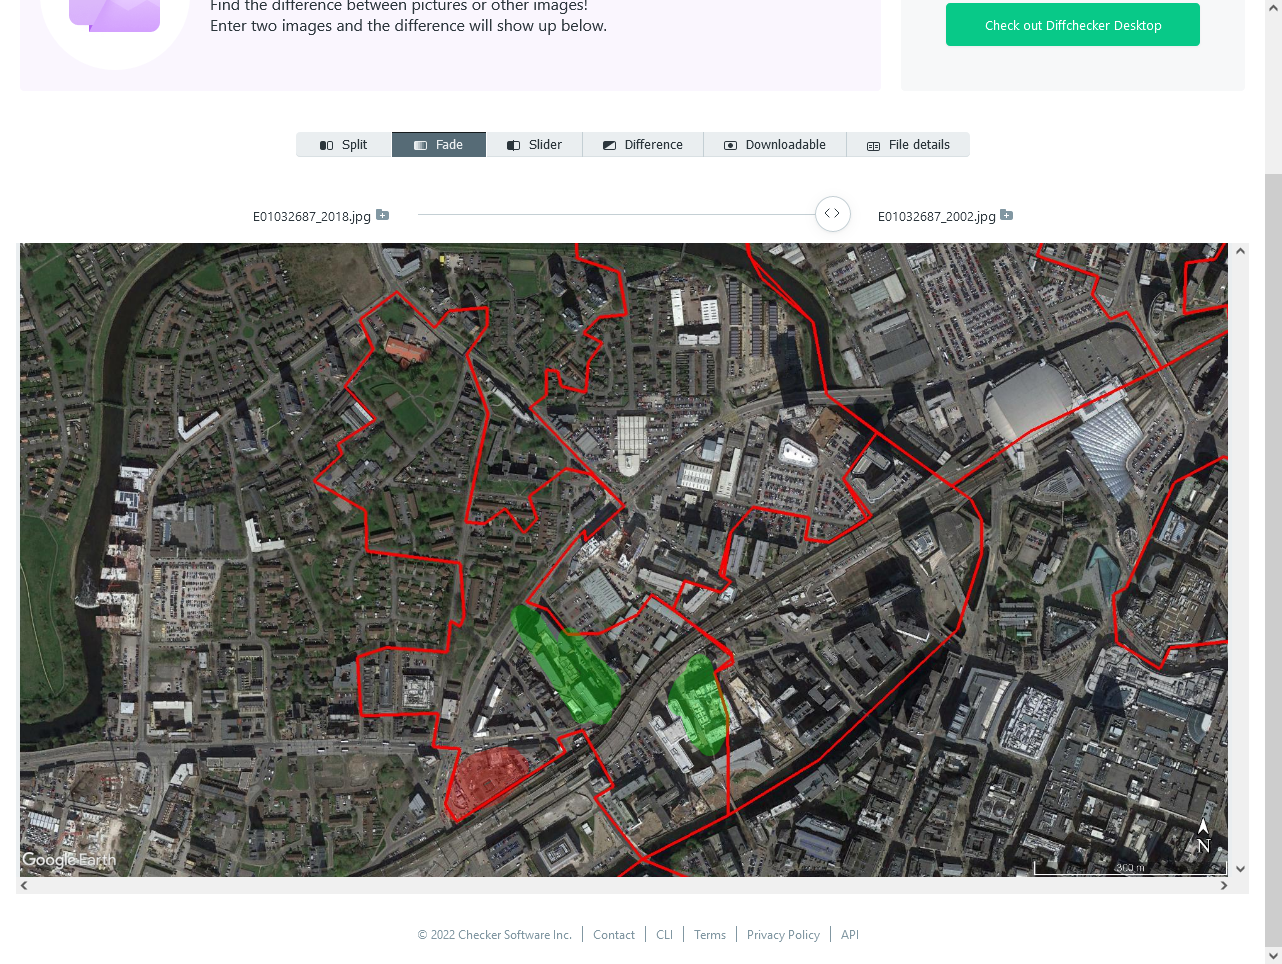 Find the difference between pictures or other images!
Enter two images and the difference will show up below.
Check out Diffchecker Desktop
Split
Fade
Slider
Difference
Downloadable
File details
E01032687_2018.jpg
E01032687_2002.jpg
Google Earth
N
300 m
© 2022 Checker Software Inc.
Contact
CLI
Terms
Privacy Policy
API